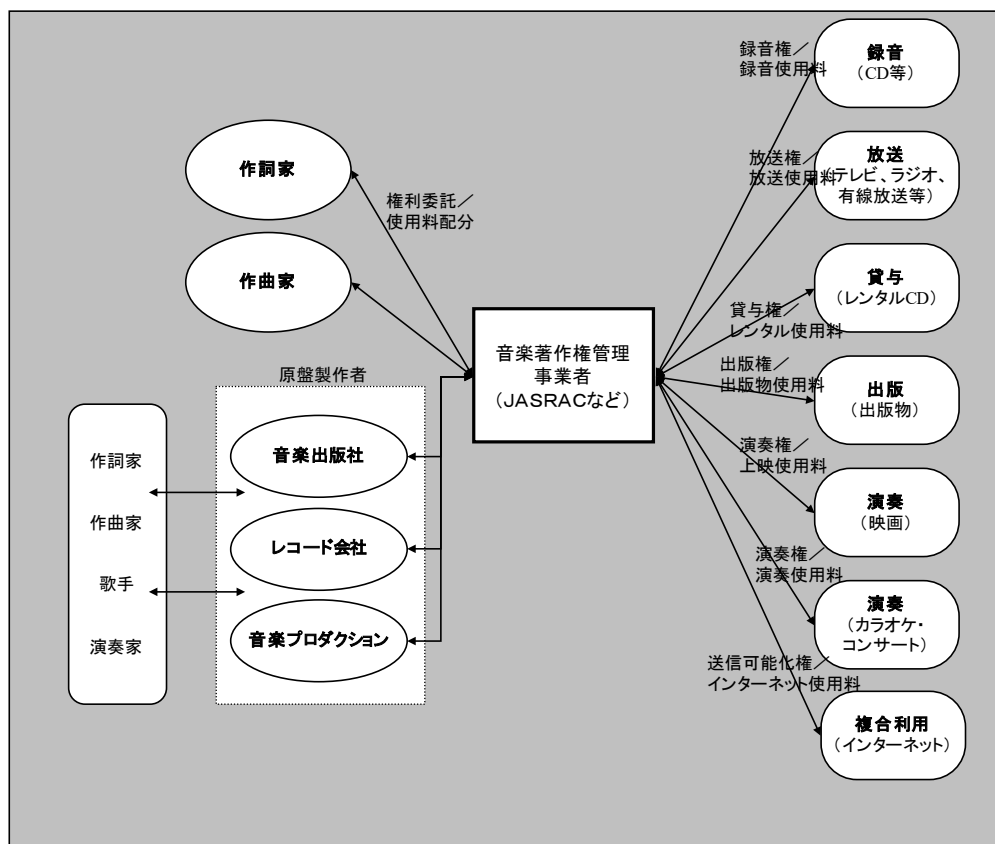 作詞家
作曲家
権利委託／
使用料配分
原盤製作者
音楽出版社
レコード会社
音楽プロダクション
作詞家
作曲家
歌手
演奏家
音楽著作権管理
事業者
（ＪＡＳＲＡＣなど）
録音権／
録音使用料
録音
（CD等）
放送権／
放送使用料
放送
（テレビ、ラジオ、
有線放送等）
貸与権／
レンタル使用料
貸与
（レンタルCD）
出版権／
出版物使用料
出版
（出版物）
演奏権／
上映使用料
演奏
（映画）
演奏権／
演奏使用料
演奏
（カラオケ・
コンサート）
送信可能化権／
インターネット使用料
複合利用
（インターネット）